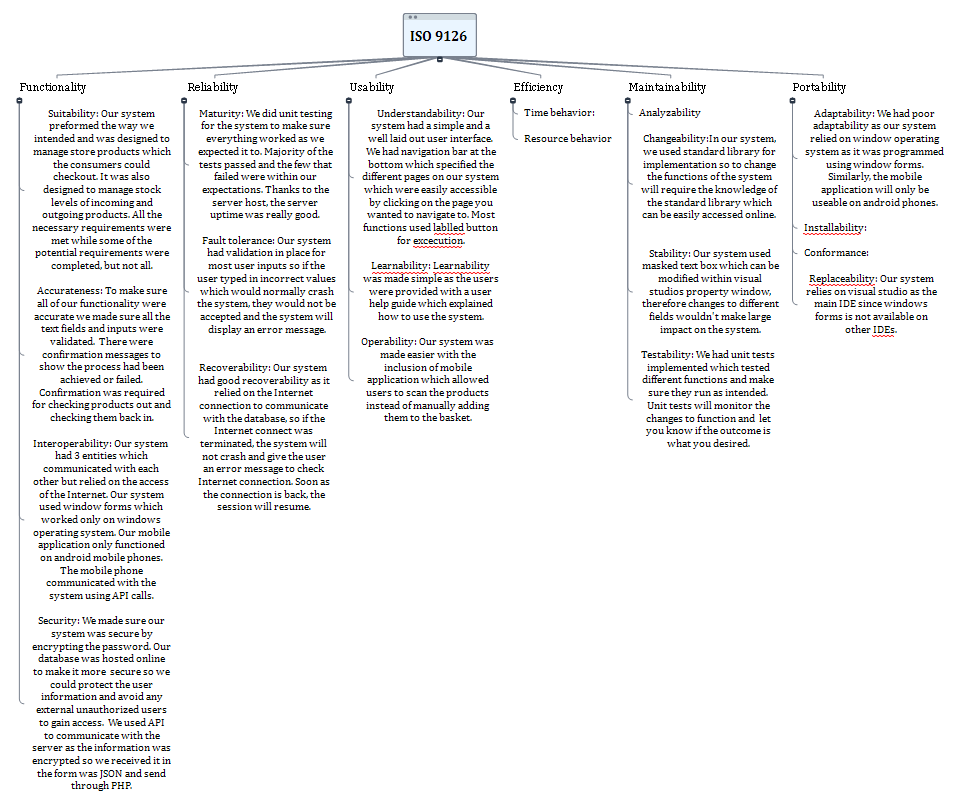 ISO 9126
Functionality
Suitability: Our system
preformed the way we
intended and was designed to
manage store products which
the consumers could
checkout. It was also
designed to manage stock
levels of incoming and
outgoing products. All the
necessary requirements were
met while some of the
potential requirements were
completed, but not all.
Accurateness: To make sure
all of our functionality were
accurate we made sure all the
text fields and inputs were
validated. There were
confirmation messages to
show the process had been
achieved or failed.
Confirmation was required
for checking products out and
checking them back in.
Interoperability: Our system
had 3 entities which
communicated with each
other but relied on the access
of the Internet. Our system
used window forms which
worked only on windows
operating system. Our mobile
application only functioned
on android mobile phones.
The mobile phone
communicated with the
system using API calls.
Security: We made sure our
system was secure by
encrypting the password. Our
database was hosted online
to make it more secure so we
could protect the user
information and avoid any
external unauthorized users
to gain access. We used API
to communicate with the
server as the information was
encrypted so we received it in
the form was JSON and send
through PHP.
Reliability
Maturity: We did unit testing
for the system to make sure
everything worked as we
expected it to. Majority of the
tests passed and the few that
failed were within our
expectations. Thanks to the
server host, the server
uptime was really good.
Fault tolerance: Our system
had validation in place for
most user inputs so if the
user typed in incorrect values
which would normally crash
the system, they would not be
accepted and the system will
display an error message.
Recoverability: Our system
had good recoverability as it
relied on the Internet
connection to communicate
with the database, so if the
Internet connect was
terminated, the system will
not crash and give the user
an error message to check
Internet connection. Soon as
the connection is back, the
session will resume.
Usability
Understandability: Our
system had a simple and a
well laid out user interface.
We had navigation bar at the
bottom which specified the
different pages on our system
which were easily accessible
by clicking on the page you
wanted to navigate to. Most
functions used lablled button
for excecution.
Learnability: Learnability
was made simple as the users
were provided with a user
help guide which explained
how to use the system.
Operability: Our system was
made easier with the
inclusion of mobile
application which allowed
users to scan the products
instead of manually adding
them to the basket.
Efficiency
Time behavior:
Resource behavior
Maintainability
Analyzability
Changeability:In our system,
we used standard library for
implementation so to change
the functions of the system
will require the knowledge of
the standard library which
can be easily accessed online.
Stability: Our system used
masked text box which can be
modified within visual
studios property window,
therefore changes to different
fields wouldn't make large
impact on the system.
Testability: We had unit tests
implemented which tested
different functions and make
sure they run as intended.
Unit tests will monitor the
changes to function and let
you know if the outcome is
what you desired.
Portability
Adaptability: We had poor
adaptability as our system
relied on window operating
system as it was programmed
using window forms.
Similarly, the mobile
application will only be
useable on android phones.
Installability:
Conformance:
Replaceability: Our system
relies on visual studio as the
main IDE since windows
forms is not available on
other IDEs.